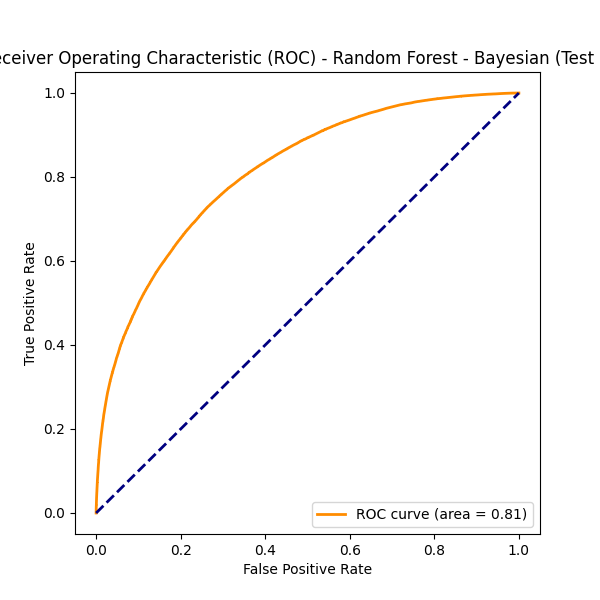 ceiver Operating Characteristic (ROC) - Random Forest - Bayesian (Test
1.0
0.8
0.6
0.4
0.2
0.0
True Positive Rate
0.0 0.2 0.4 0.6 0.8 1.0
False Positive Rate
ROC curve (area = 0.81)